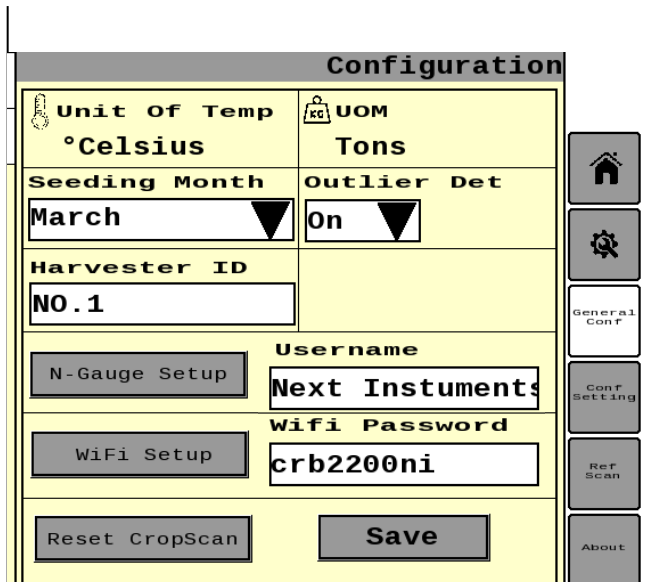 Configuration
Unit Of Temp
KG UOM
°Celsius
Tons
Seeding Month
Outlier Det
March
On
Harvester ID
NO.1
General
Conf
Username
N-Gauge Setup
Next Instuments
Conf
Setting
Wifi Password
WiFi Setup
crb2200ni
Ref
Scan
Reset CropScan
Save
About